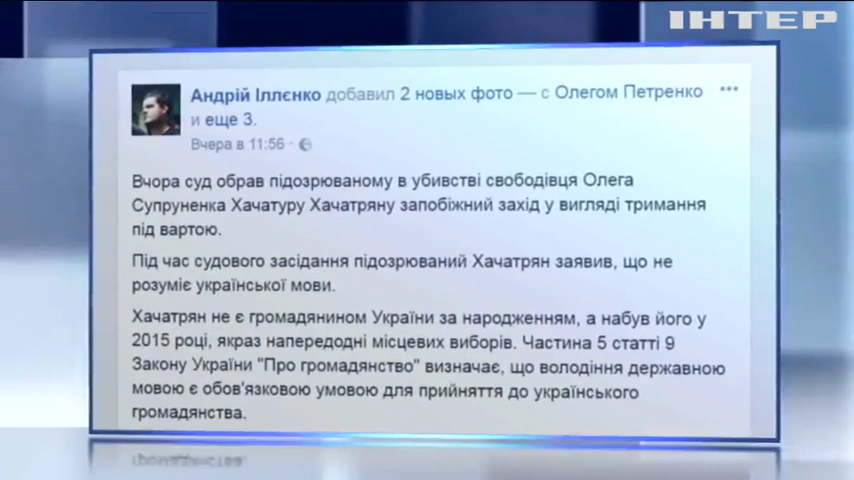 ІНТЕР
Андрій Іллєнко добавил 2 новых фото — с Олегом Петренко
и еще 3.
Вчера в 11:56 ·
Вчора суд обрав підозрюваному в убивстві свободівця Олега
Супруненка Хачатуру Хачатряну запобіжний захід у вигляді тримання
під вартою.
Під час судового засідання підозрюваний Хачатрян заявив, що не
розуміє української мови.
Хачатрян не є громадянином України за народженням, а набув його у
2015 році, якраз напередодні місцевих виборів. Частина 5 статті 9
Закону України "Про громадянство" визначає, що володіння державною
мовою є обов'язковою умовою для прийняття до українського
громадянства.